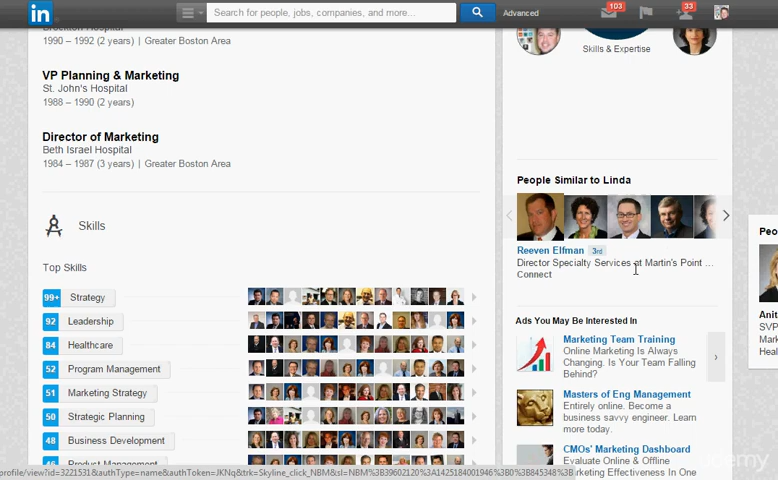 in
Search for people, jobs, companies, and more...
Advanced
103
33
1990 – 1992 (2 years) | Greater Boston Area
VP Planning & Marketing
St. John's Hospital
1988 – 1990 (2 years)
Director of Marketing
Beth Israel Hospital
1984 – 1987 (3 years) | Greater Boston Area
Skills
Top Skills
99+ Strategy
92 Leadership
84 Healthcare
52 Program Management
51 Marketing Strategy
50 Strategic Planning
48 Business Development
Skills & Expertise
People Similar to Linda
Reeven Elfman 3rd
Director Specialty Services at Martin's Point ...
Connect
Ads You May Be Interested In
Marketing Team Training
Online Marketing Is Always
Changing. Is Your Team Falling
Behind?
Masters of Eng Management
Entirely online. Become a
business savvy engineer. Learn
more today.
CMOs' Marketing Dashboard
Evaluate Online & Offline
Marketing Effectiveness In One
Peo
Anit
SVP
Mark
Heal